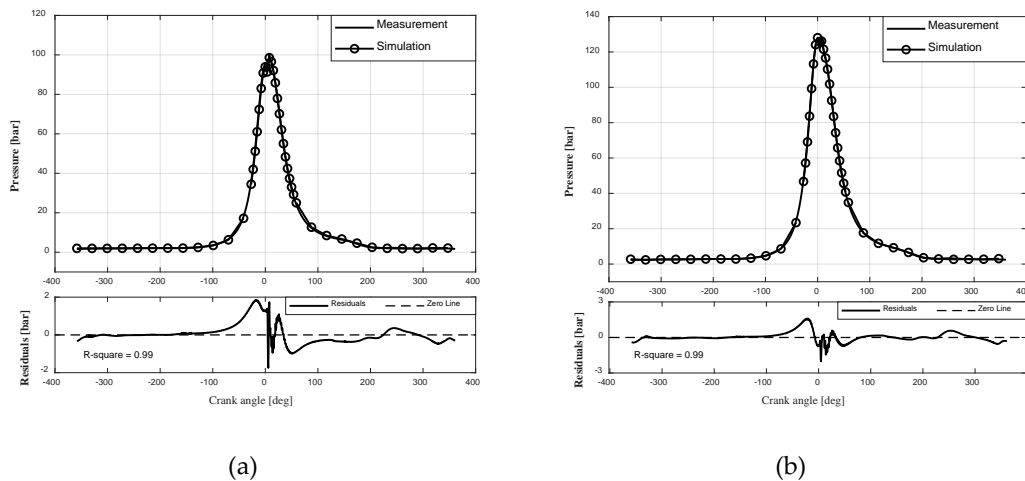 120
100
80
60
40
20
0
Pressure [bar]
Measurement
Simulation
-400 -300 -200 -100 0 100 200 300 400
2
0
-2
Residuals [bar]
Residuals Zero Line
R-square = 0.99
-400 -300 -200 -100 0 100 200 300 400
Crank angle [deg]
(a)
140
120
100
80
60
40
20
0
Pressure [bar]
Measurement
Simulation
-400 -300 -200 -100 0 100 200 300 400
3
0
-3
Residuals [bar]
Residuals Zero Line
R-square = 0.99
-400 -300 -200 -100 0 100 200 300 400
Crank angle [deg]
(b)